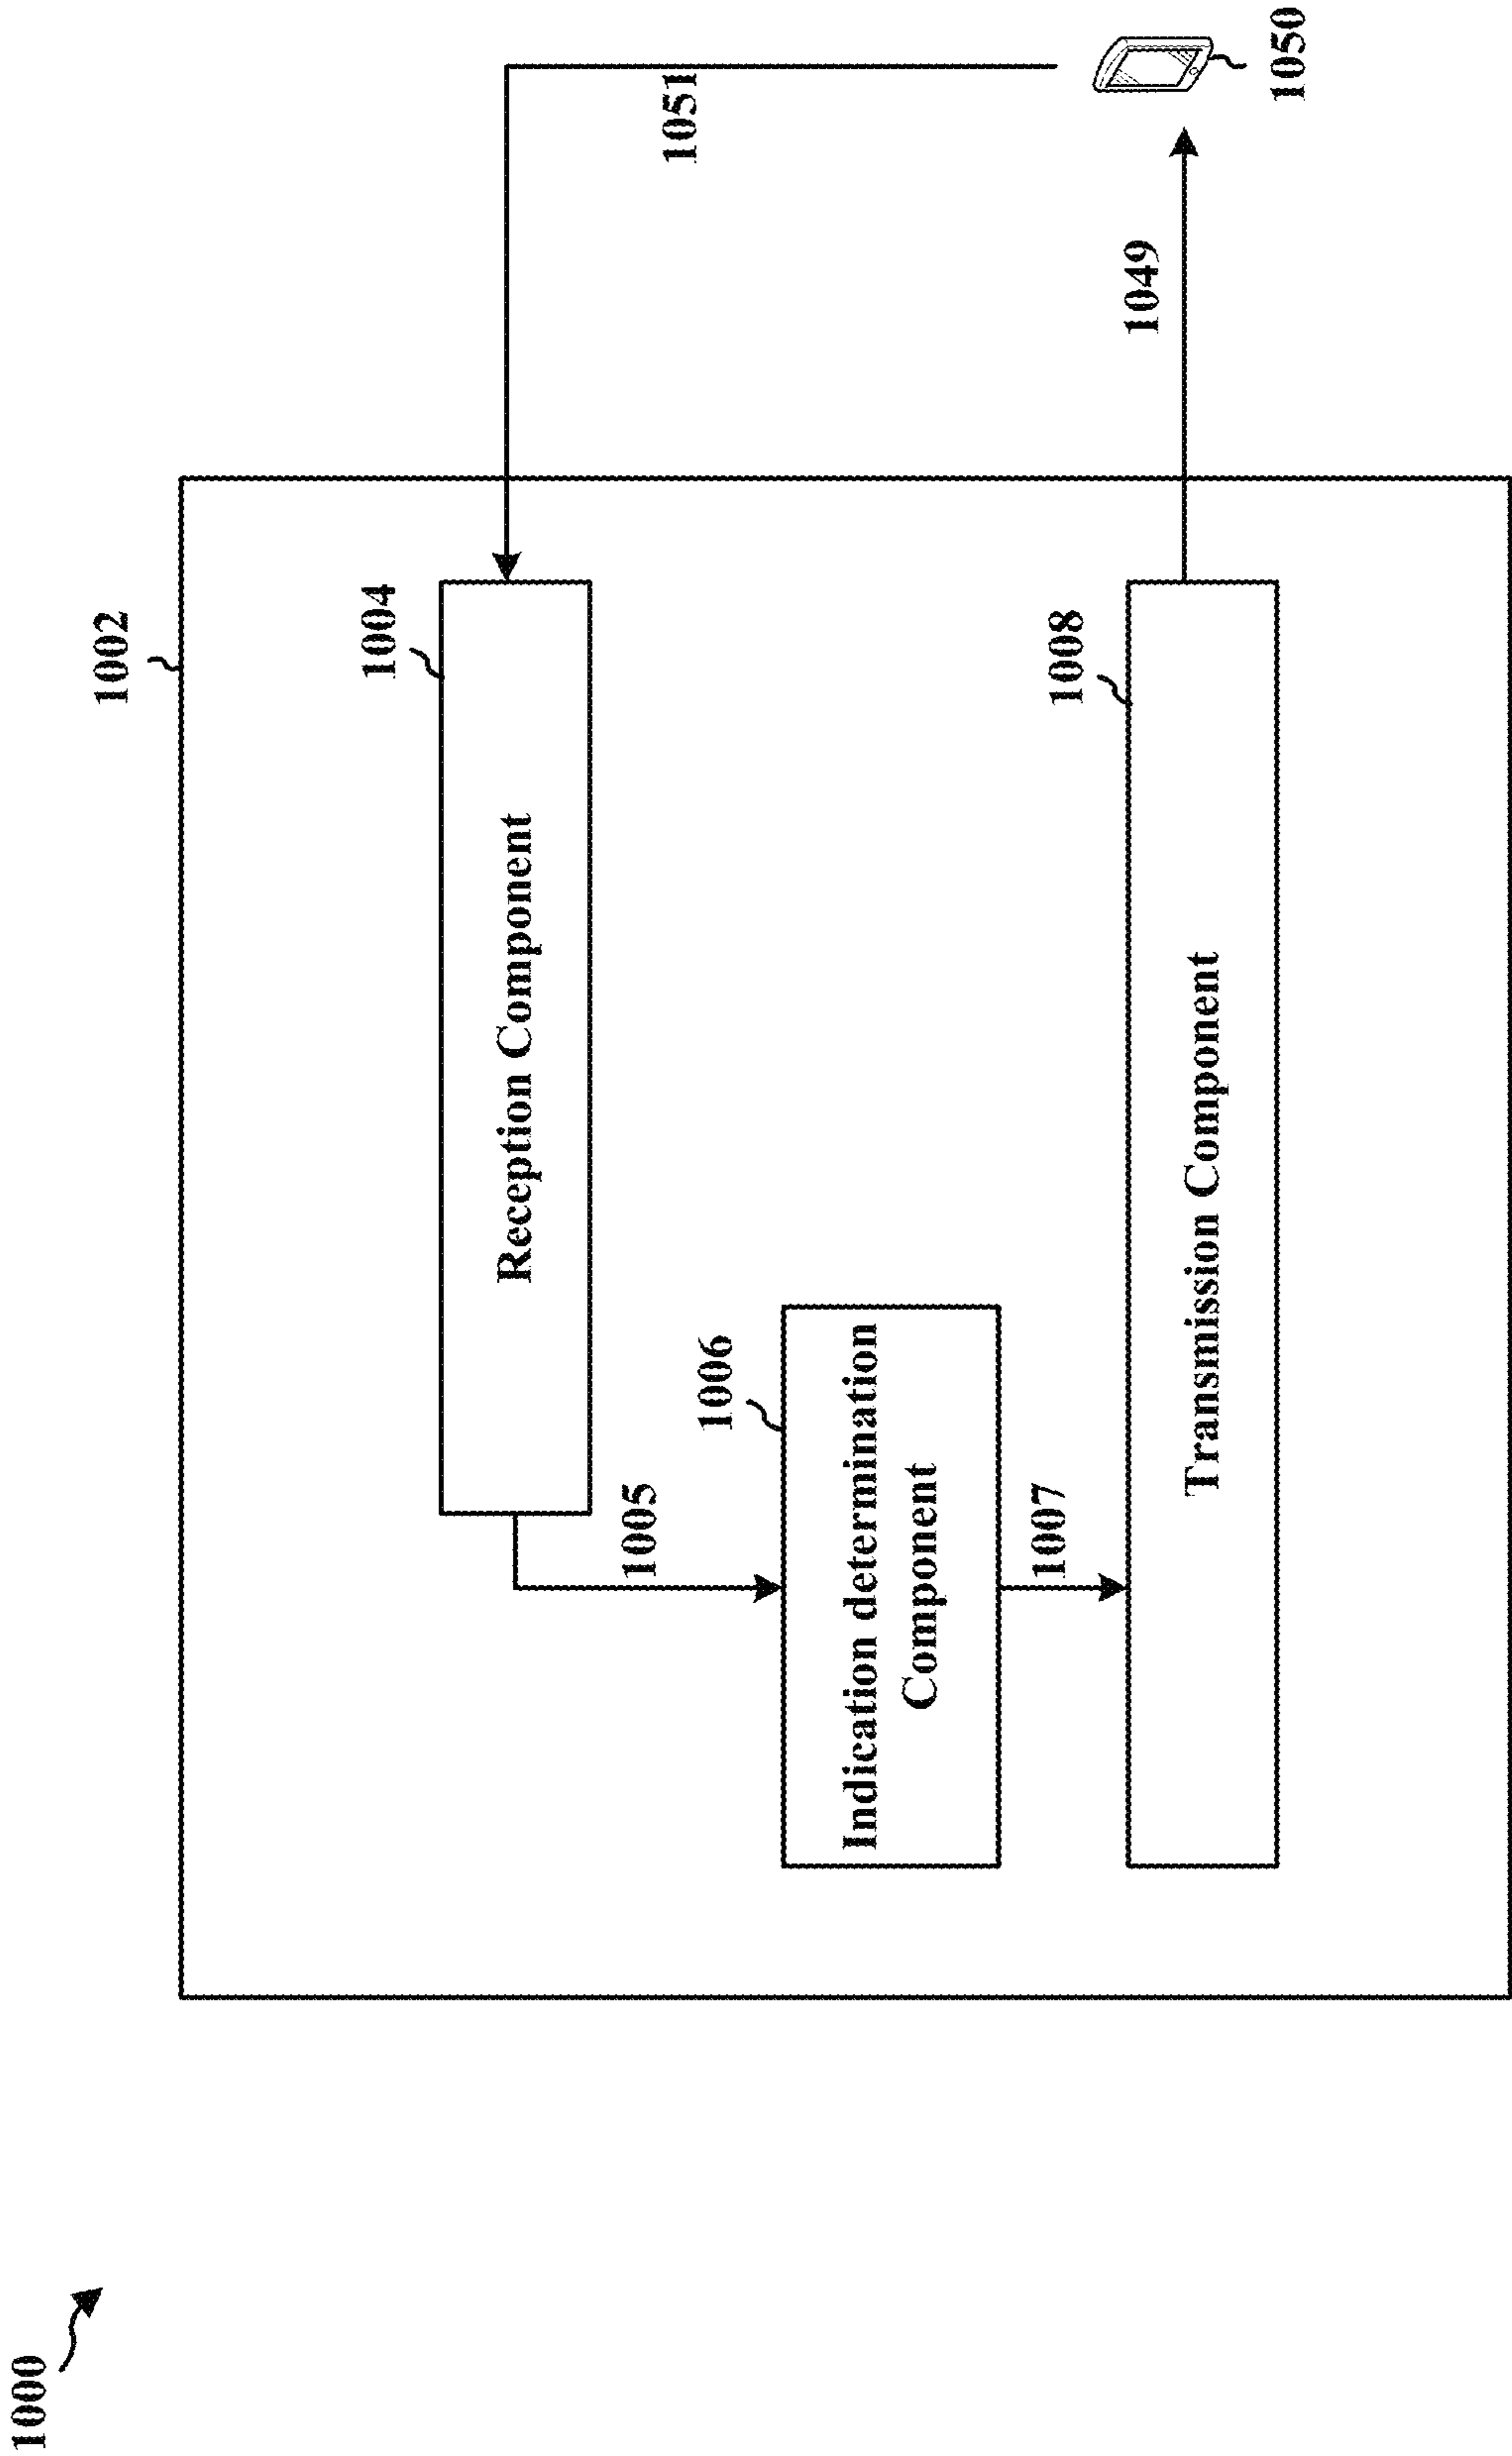 1000
1002
1004
Reception Component
1051
1005
1006
Indication determination
Component
1007
1008
Transmission Component
1049
1050